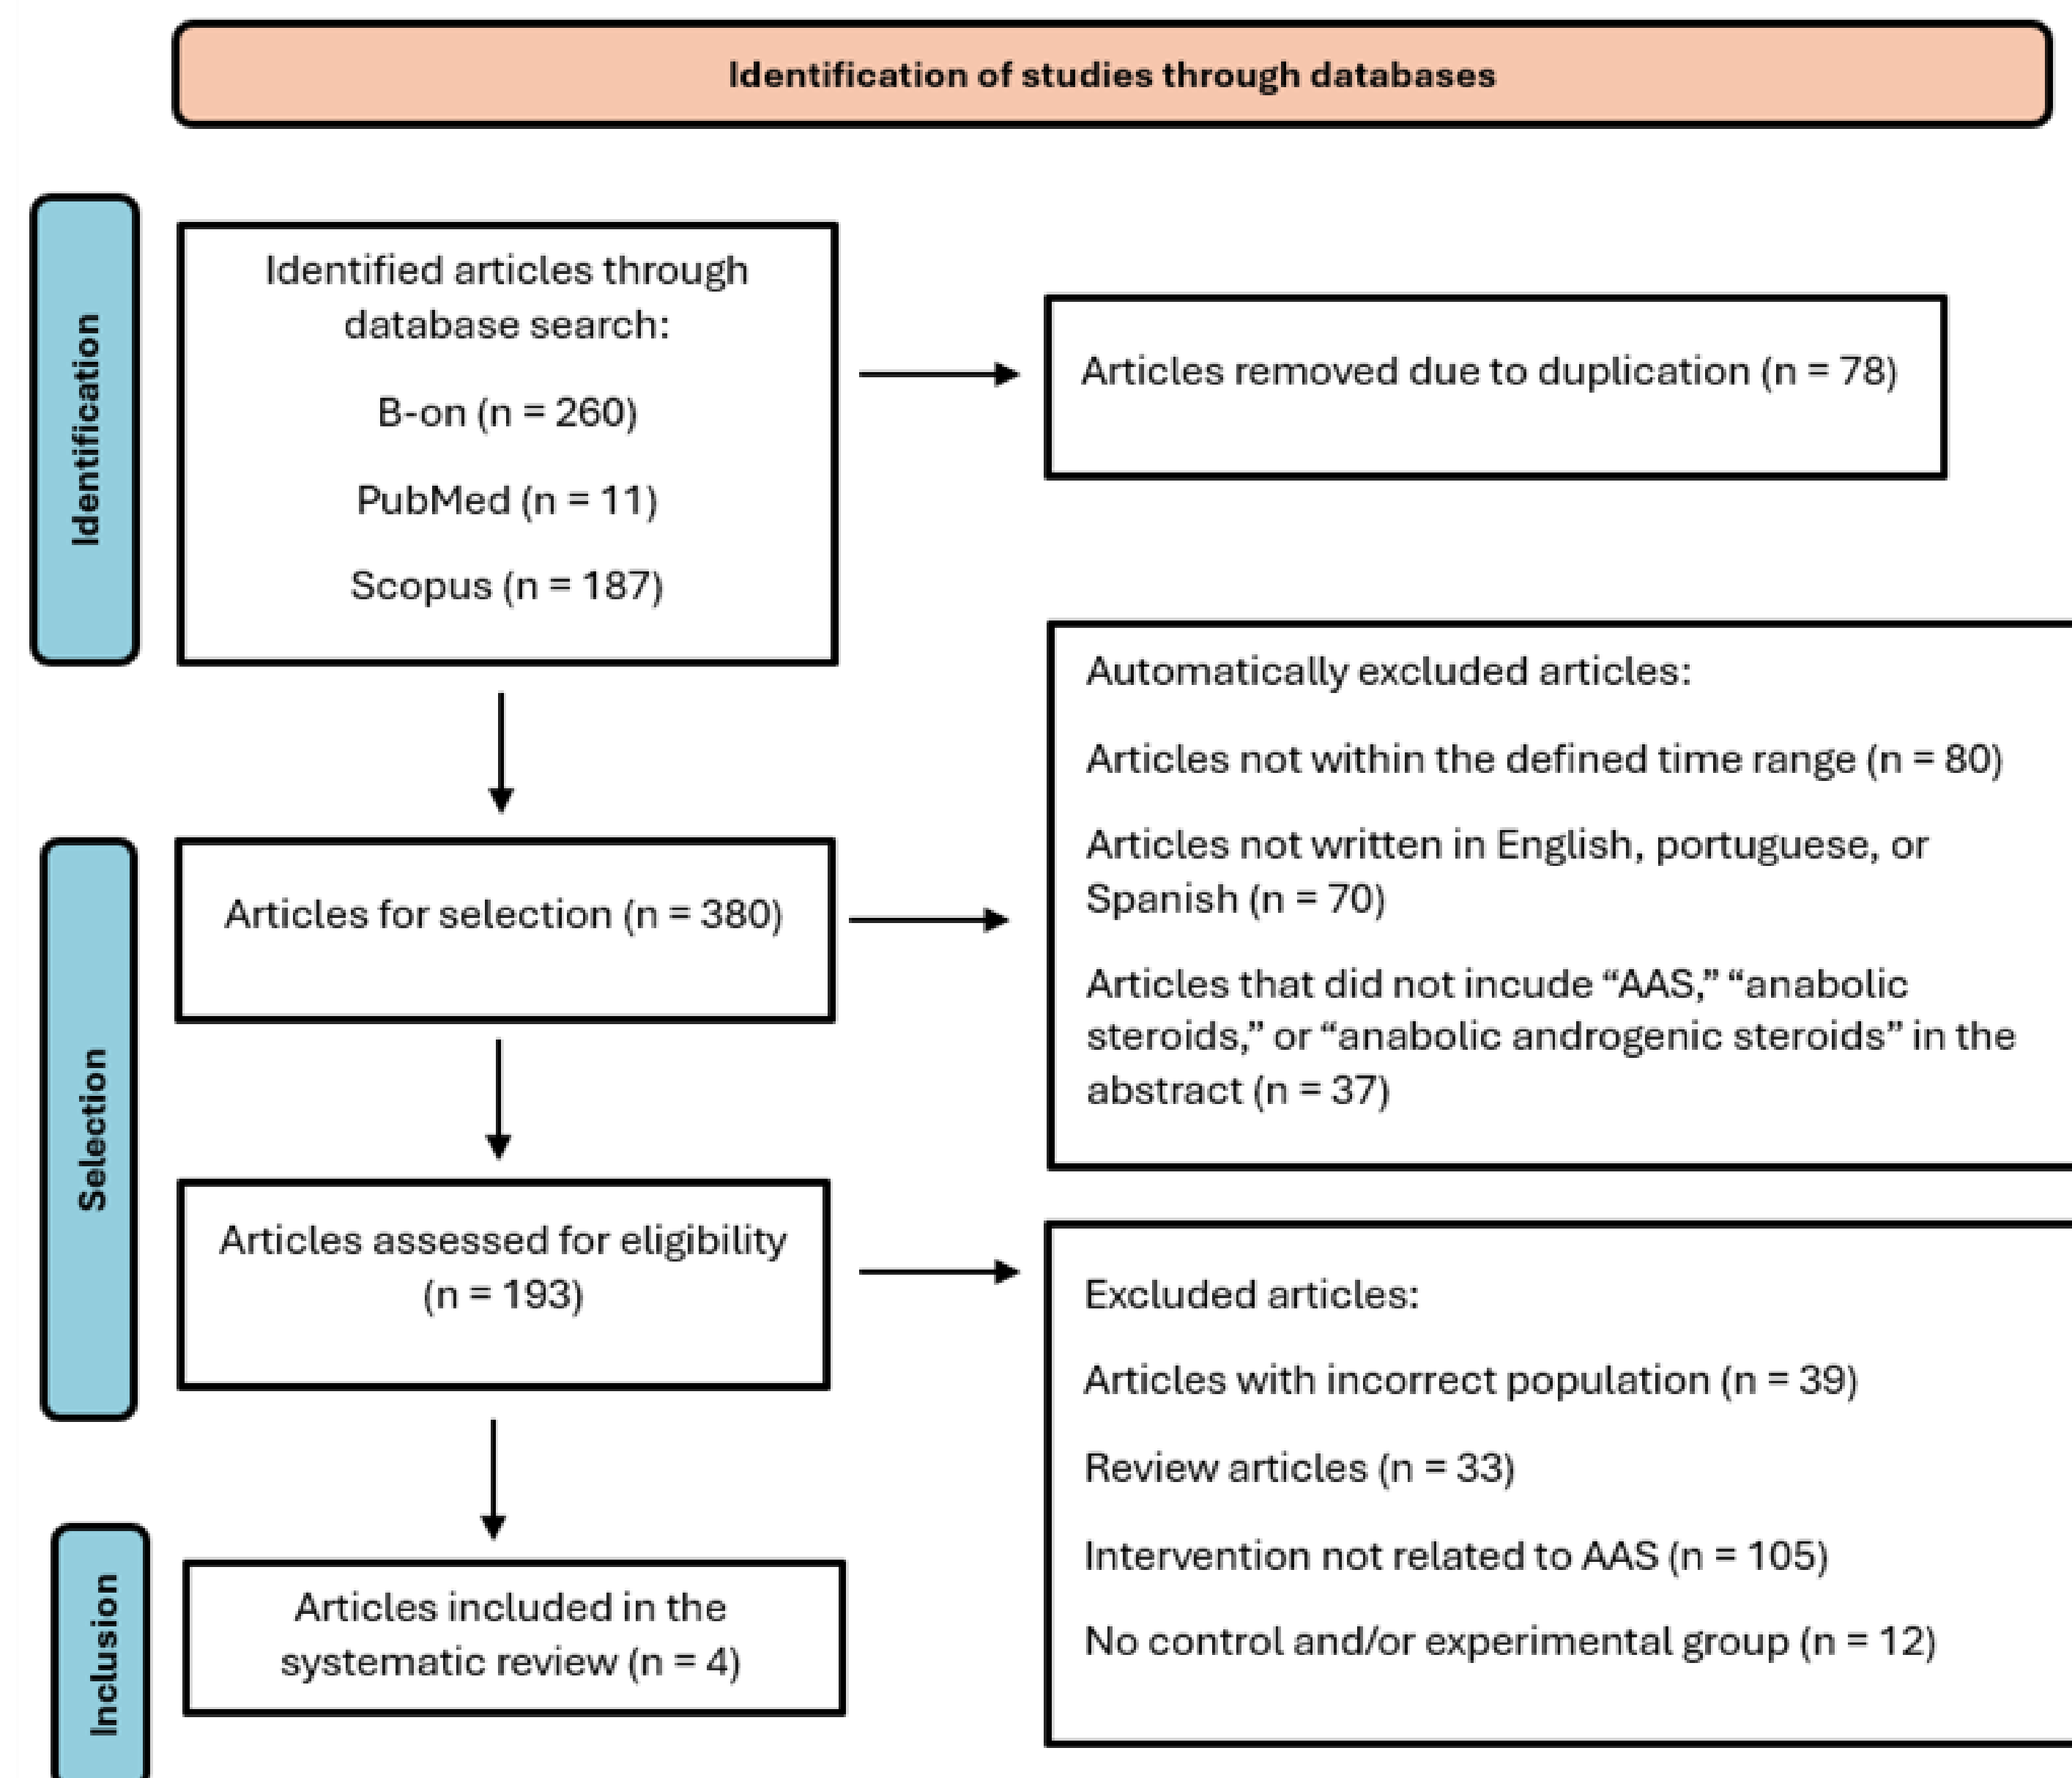 Identification of studies through databases
Identification
Identified articles through
database search:
B-on (n = 260)
PubMed (n = 11)
Scopus (n = 187)
Articles removed due to duplication (n = 78)
Selection
Articles for selection (n = 380)
Automatically excluded articles:
Articles not within the defined time range (n = 80)
Articles not written in English, portuguese, or
Spanish (n = 70)
Articles that did not incude “AAS,” “anabolic
steroids,” or “anabolic androgenic steroids” in the
abstract (n = 37)
Articles assessed for eligibility
(n = 193)
Excluded articles:
Articles with incorrect population (n = 39)
Review articles (n = 33)
Intervention not related to AAS (n = 105)
No control and/or experimental group (n = 12)
Inclusion
Articles included in the
systematic review (n = 4)